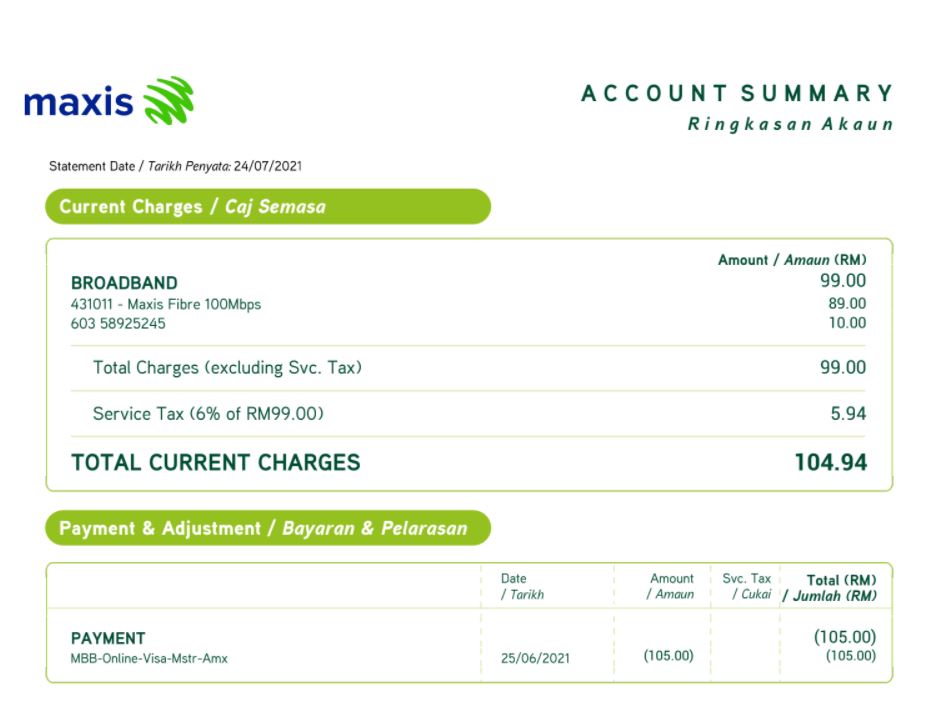 maxis
ACCOUNT SUMMARY
Ringkasan Akaun
Statement Date / Tarikh Penyata: 24/07/2021
Current Charges / Caj Semasa
Amount / Amaun (RM)
BROADBAND 99.00
431011 - Maxis Fibre 100Mbps 89.00
603 58925245 10.00
Total Charges (excluding Svc. Tax) 99.00
Service Tax (6% of RM99.00) 5.94
TOTAL CURRENT CHARGES 104.94
Payment & Adjustment / Bayaran & Pelarasan
Date Amount Svc. Tax Total (RM)
/ Tarikh / Amaun / Cukai / Jumlah (RM)
PAYMENT (105.00)
MBB-Online-Visa-Mstr-Amx 25/06/2021 (105.00) (105.00)